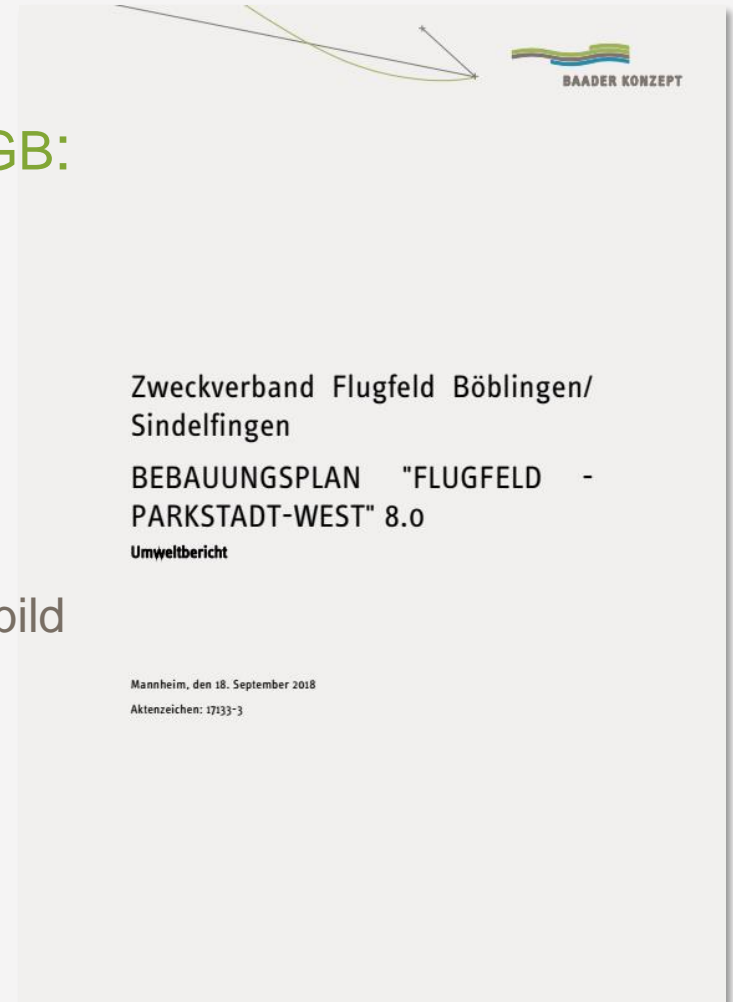 GB:
BAADER KONZEPT
Zweckverband Flugfeld Böblingen/
Sindelfingen
BEBAUUNGSPLAN "FLUGFELD -
PARKSTADT-WEST" 8.0
Umweltbericht
bild
Mannheim, den 18. September 2018
Aktenzeichen: 17133-3